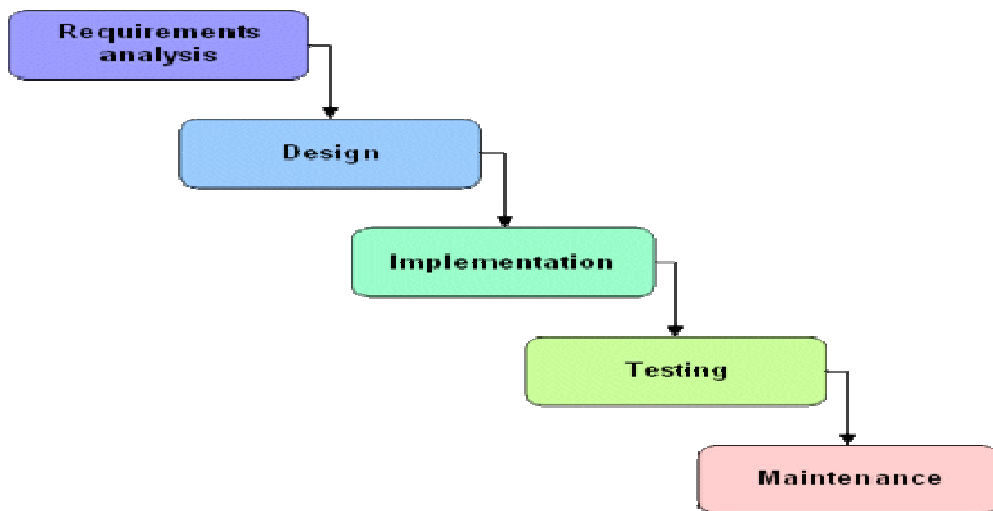 Requirements
analysis
Design
Implementation
Testing
Maintenance